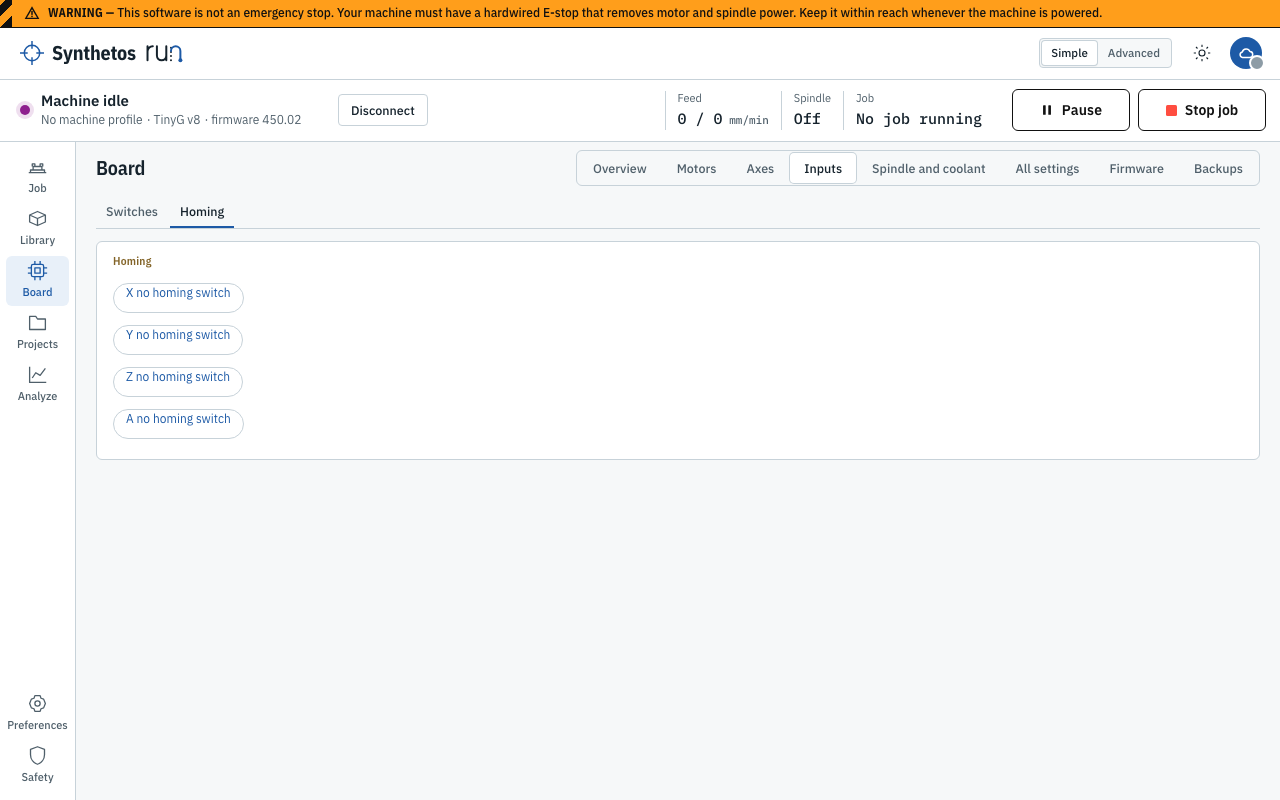 WARNING — This software is not an emergency stop. Your machine must have a hardwired E-stop that removes motor and spindle power. Keep it within reach whenever the machine is powered.
Synthetos run
Simple
Advanced
Machine idle
No machine profile · TinyG v8 · firmware 450.02
Disconnect
Feed
0 / 0 mm/min
Spindle
Off
Job
No job running
Pause
Stop job
Job
Library
Board
Projects
Analyze
Preferences
Safety
Board
Overview
Motors
Axes
Inputs
Spindle and coolant
All settings
Firmware
Backups
Switches
Homing
Homing
X no homing switch
Y no homing switch
Z no homing switch
A no homing switch